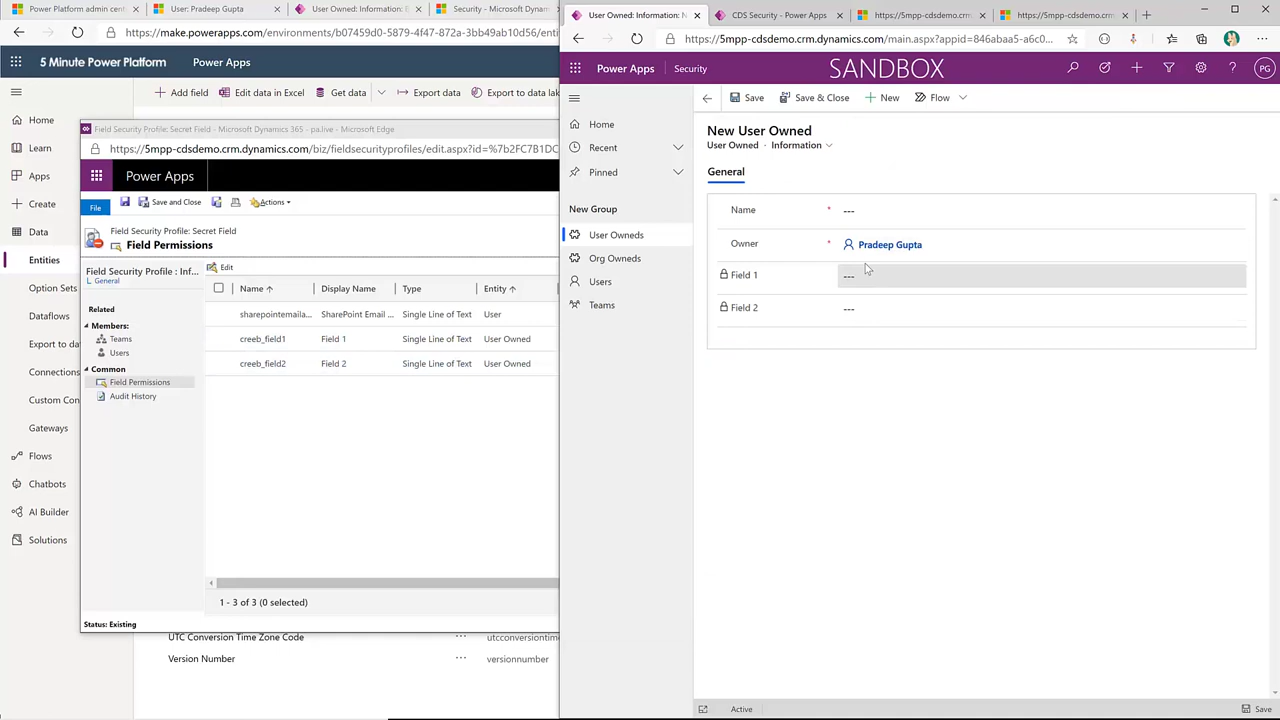 Power Platform admin cent
User: Pradeep Gupta
User Owned: Information: B
Security - Microsoft Dynam
https://make.powerapps.com/environments/b07459d0-5879-4f47-872a-3bb49ab10d56/enti
5 Minute Power Platform
Power Apps
Add field
Edit data in Excel
Get data
Export data
Export to data lak
Home
Learn
Apps
Create
Data
Entities
Option Sets
Dataflows
Export to da
Connections
Custom Con
Gateways
Flows
Chatbots
AI Builder
Solutions
Field Security Profile: Secret Field - Microsoft Dynamics 365 - pa.live - Microsoft Edge
https://5mpp-cdsdemo.crm.dynamics.com/biz/fieldsecurityprofiles/edit.aspx?id=%7b2FC7B1DC
Power Apps
File
Save and Close
Actions
Field Security Profile: Secret Field
Field Permissions
Field Security Profile : Inf...
General
Related
Members:
Teams
Users
Common
Field Permissions
Audit History
Edit
Name
Display Name
Type
Entity
sharepointemaila...
SharePoint Email ...
Single Line of Text
User
creeb_field1
Field 1
Single Line of Text
User Owned
creeb_field2
Field 2
Single Line of Text
User Owned
1 - 3 of 3 (0 selected)
Status: Existing
UTC Conversion Time Zone Code
...
utcconversiontime
Version Number
...
versionnumber
User Owned: Information: N
CDS Security - Power Apps
https://5mpp-cdsdemo.crm
https://5mpp-cdsdemo.crm.
https://5mpp-cdsdemo.crm.dynamics.com/main.aspx?appid=846abaa5-a6c0...
Power Apps
Security
SANDBOX
PG
Save
Save & Close
New
Flow
Home
Recent
Pinned
New Group
User Owneds
Org Owneds
Users
Teams
New User Owned
User Owned · Information
General
Name
*
---
Owner
*
Pradeep Gupta
Field 1
---
Field 2
---
Active
Save